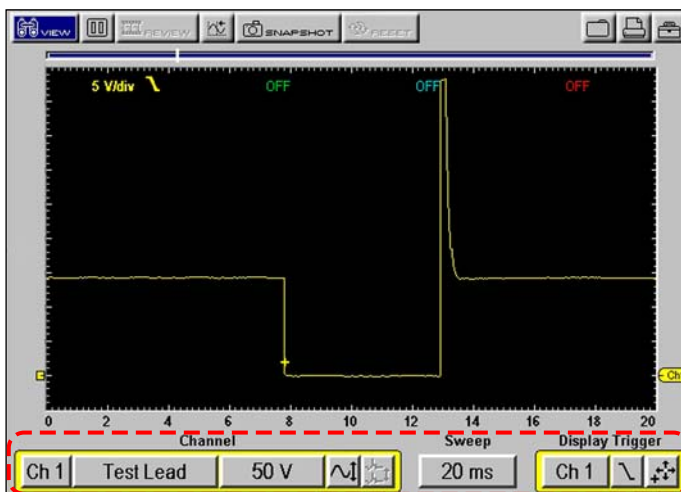 VIEW REVIEW SNAPSHOT RESET
5 V/div OFF OFF OFF
Ch
0 2 4 6 8 10 12 14 16 18 20
Channel Sweep Display Trigger
Ch 1 Test Lead 50 V 20 ms Ch 1